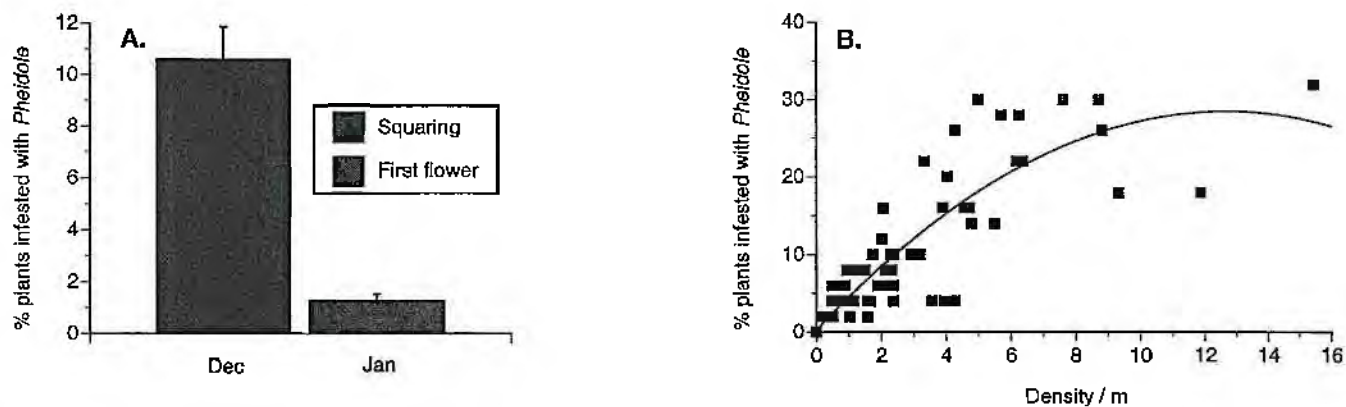 A.
% plants infested with Pheidole
12
10
8
6
4
2
0
Squaring
First flower
Dec
Jan
B.
% plants infested with Pheidole
40
30
20
10
0
0
2
4
6
8
10
12
14
16
Density / m